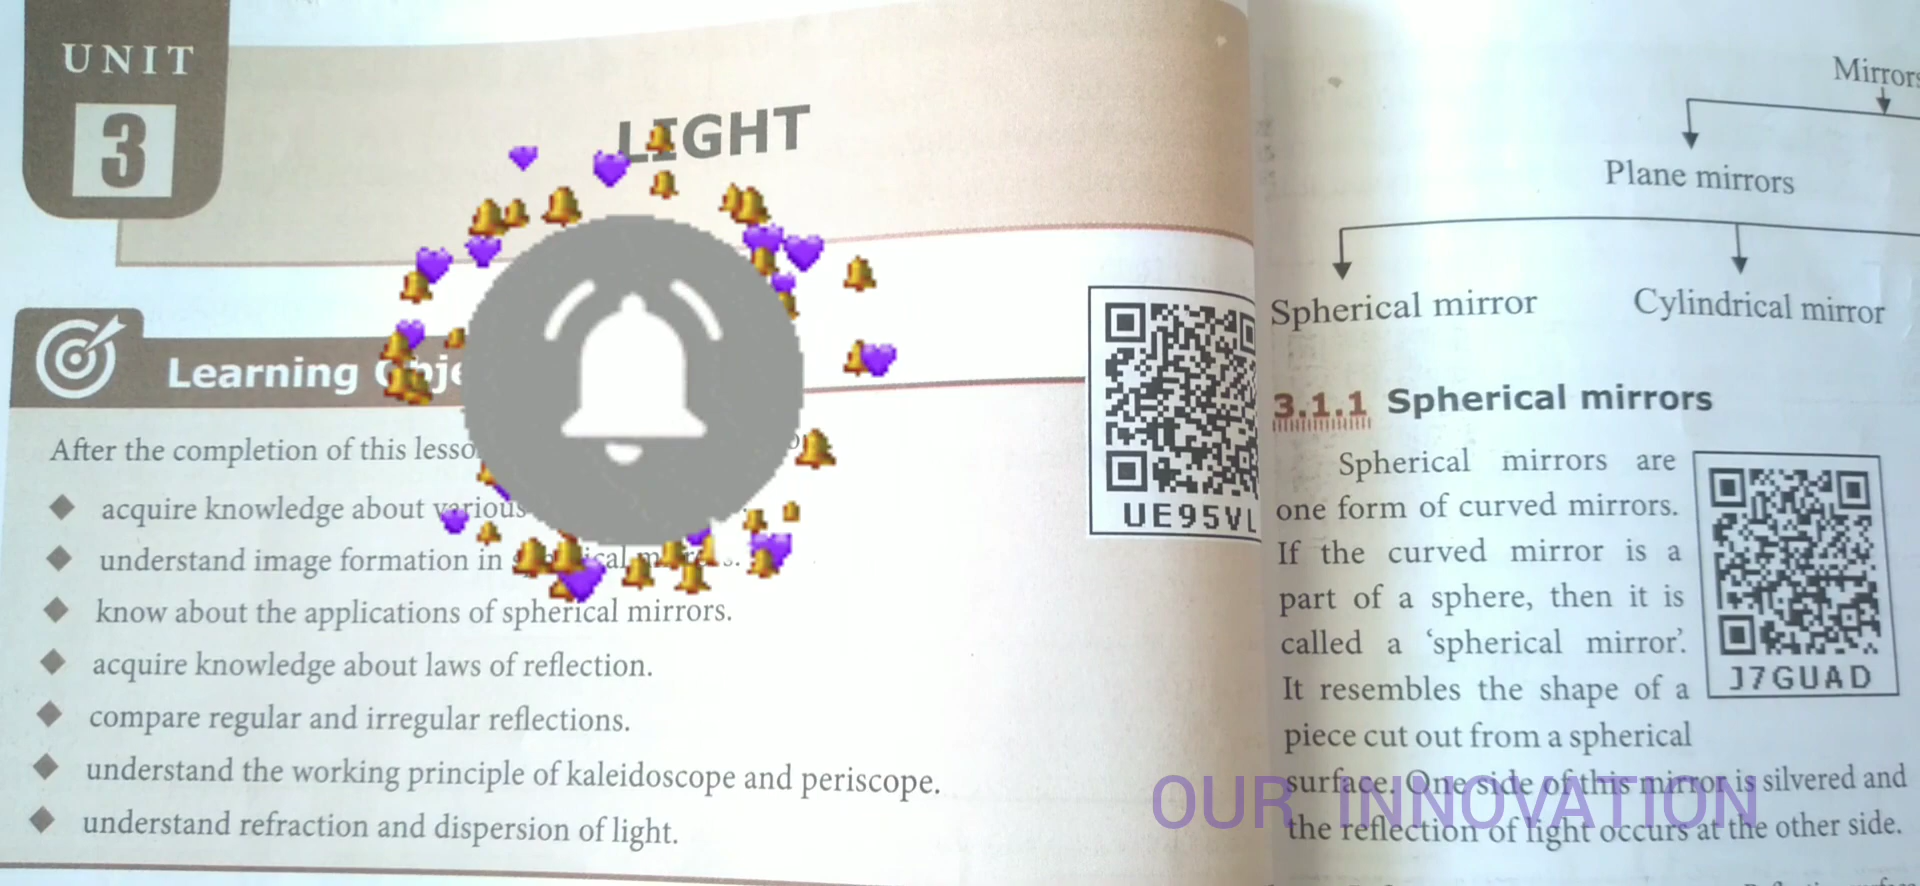 UNIT
3
LIGHT
Learning
After the completion of this
acquire knowledge about various
understand image formation in
know about the applications of spherical mirrors.
acquire knowledge about laws of reflection.
compare regular and irregular reflections.
understand the working principle of kaleidoscope and periscope.
understand refraction and dispersion of light.
UE95VL
Mirrors
Plane mirrors
Spherical mirror
Cylindrical mirror
3.1.1 Spherical mirrors
Spherical mirrors are
one form of curved mirrors.
If the curved mirror is a
part of a sphere, then it is
called a ‘spherical mirror’.
It resembles the shape of a
piece cut out from a spherical
surface. One side of this mirror is silvered and
the reflection of light occurs at the other side.
J7GUAD
OUR INNOVATION